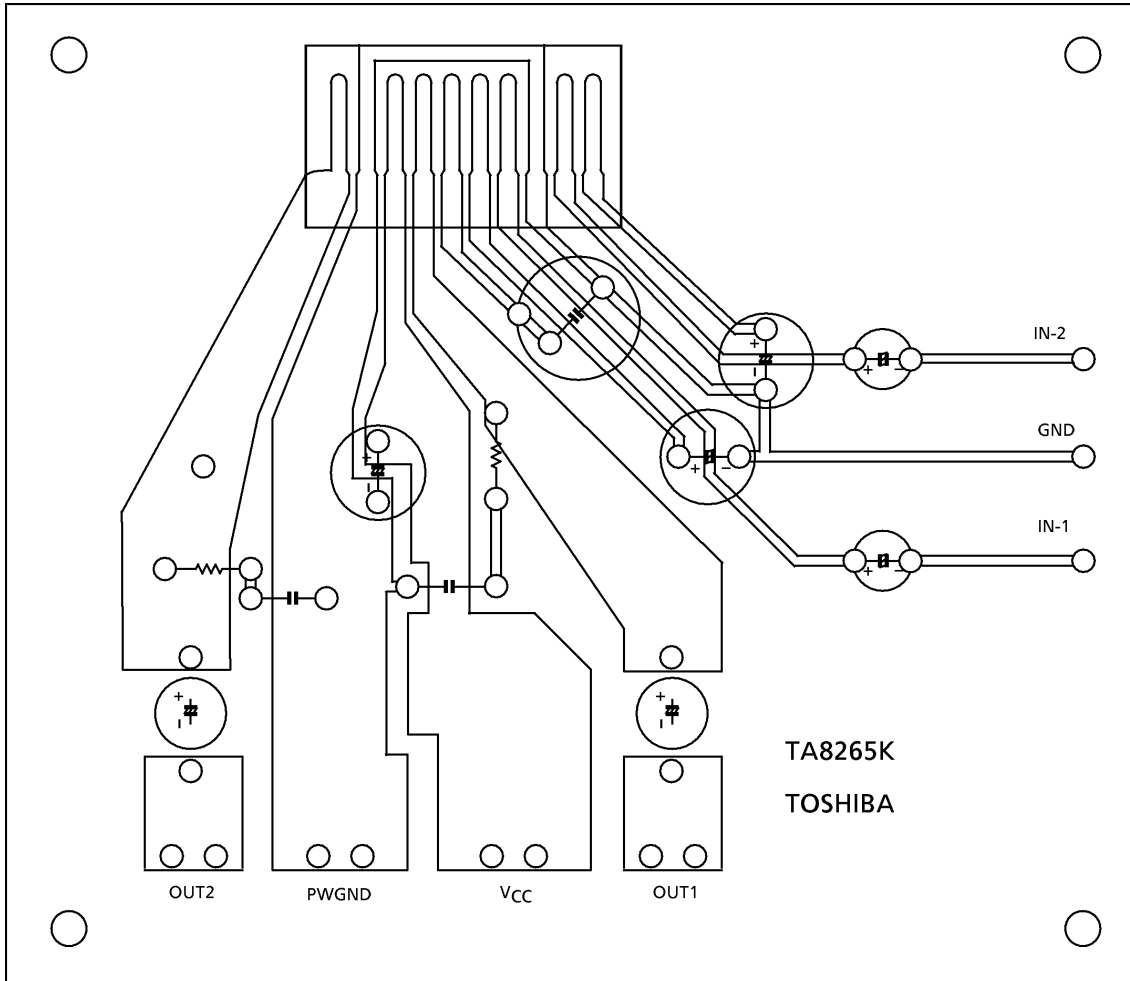 IN-2
GND
IN-1
TA8265K
TOSHIBA
OUT2
PWGND
VCC
OUT1